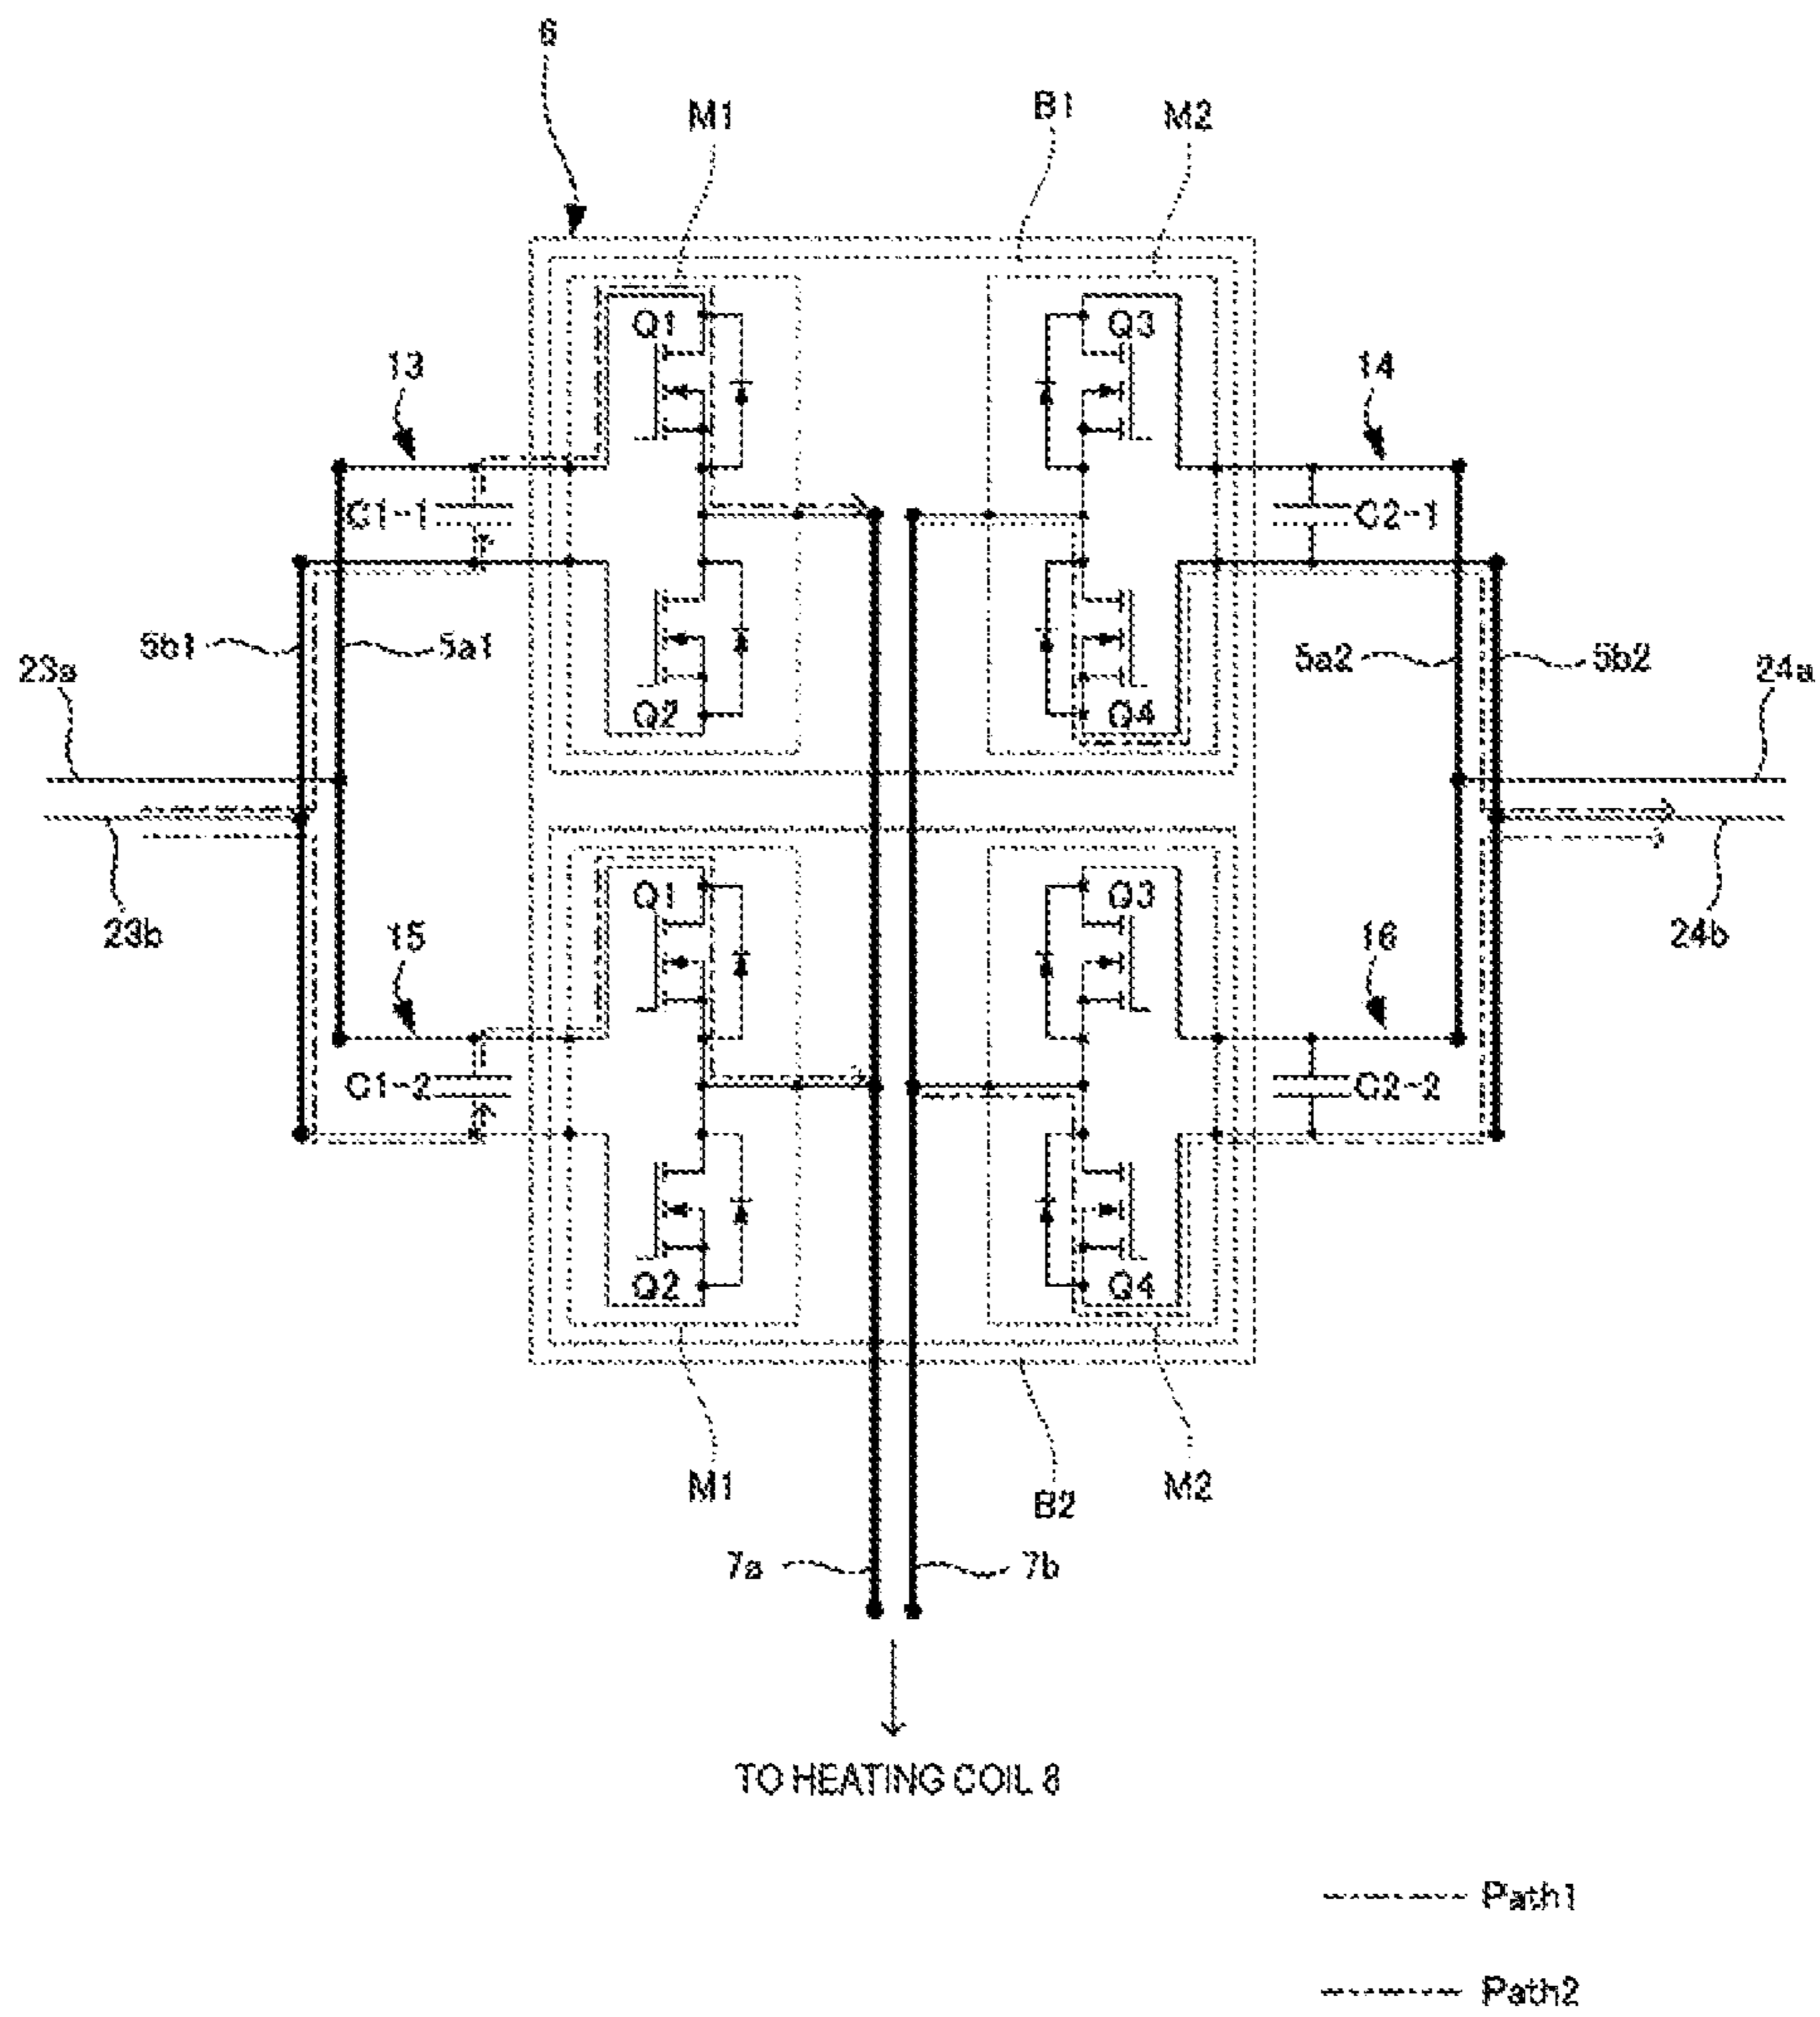 6
M1
B1
M2
Q1
Q3
13
14
C1-1
C2-1
5b1
5a1
5a2
5b2
23a
24a
Q2
Q4
23b
24b
Q1
Q3
15
16
C1-2
C2-2
Q2
Q4
M1
M2
B2
7a
7b
TO HEATING COIL 8
Path1
Path2